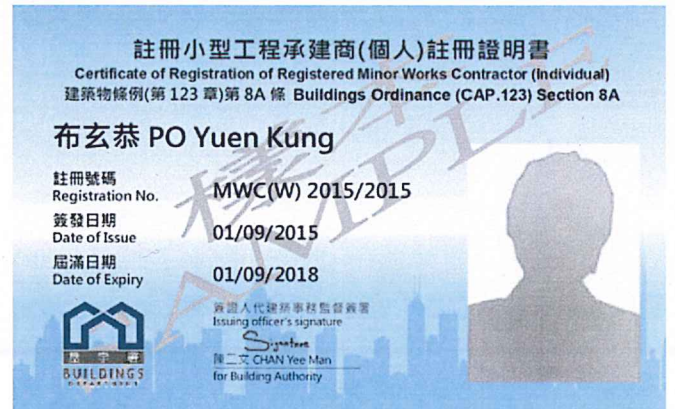 註冊小型工程承建商(個人)註冊證明書
Certificate of Registration of Registered Minor Works Contractor (Individual)
建築物條例(第 123 章)第 8A 條 Buildings Ordinance (CAP.123) Section 8A
布玄恭 PO Yuen Kung
註冊號碼
Registration No.
MWC(W) 2015/2015
簽發日期
Date of Issue
01/09/2015
屆滿日期
Date of Expiry
01/09/2018
簽證人代建築事務監督簽署
Issuing officer's signature
Signature
陳二文 CHAN Yee Man
for Building Authority
屋宇署
BUILDINGS
DEPARTMENT
樣本
SAMPLE